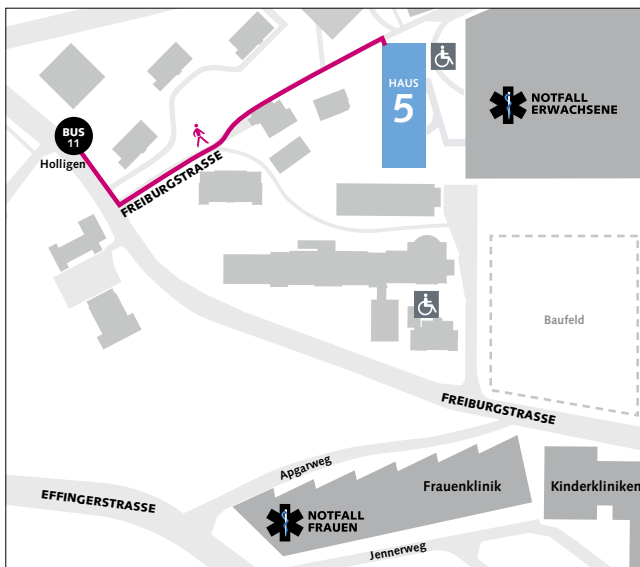 HAUS
5
NOTFALL
ERWACHSENE
BUS
11
Holligen
FREIBURGSTRASSE
Baufeld
FREIBURGSTRASSE
Apgarweg
Frauenklinik
Kinderkliniken
EFFINGERSTRASSE
NOTFALL
FRAUEN
Jennerweg